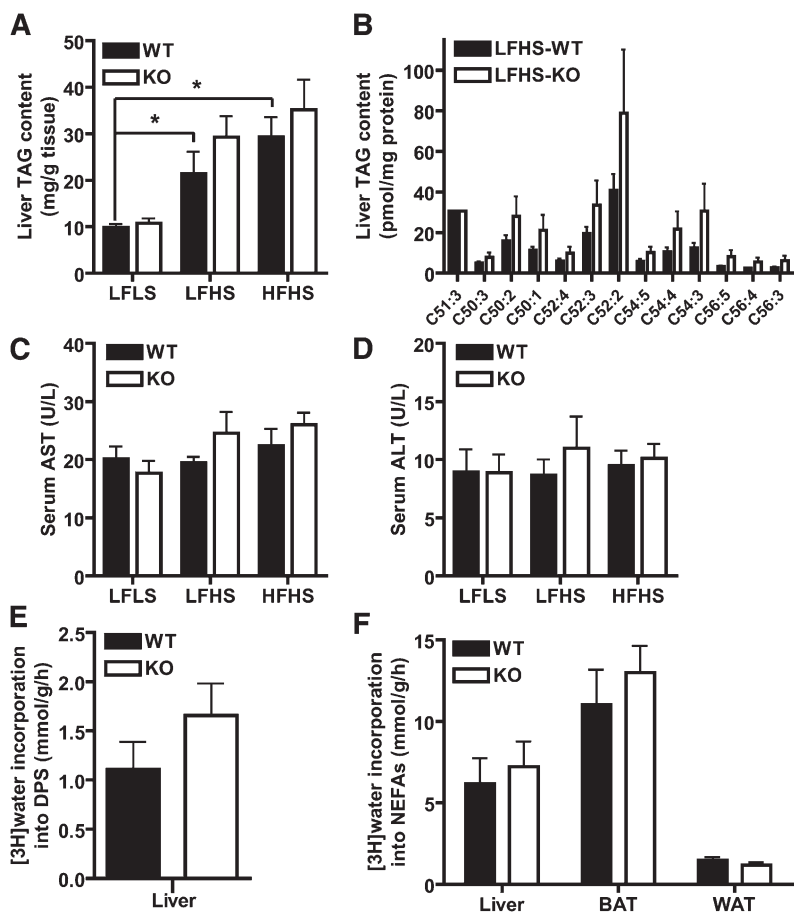 A
Liver TAG content
(mg/g tissue)
50
40
30
20
10
0
WT
KO
*
*
LFLS
LFHS
HFHS
B
Liver TAG content
(pmol/mg protein)
100
80
60
40
20
0
LFHS-WT
LFHS-KO
C51:3
C50:3
C50:2
C50:1
C52:4
C52:3
C52:2
C54:5
C54:4
C54:3
C56:5
C56:4
C56:3
C
Serum AST (U/L)
40
30
20
10
0
WT
KO
LFLS
LFHS
HFHS
D
Serum ALT (U/L)
20
15
10
5
0
WT
KO
LFLS
LFHS
HFHS
E
[3H]water incorporation
into DPS (mmol/g/h)
2.5
2.0
1.5
1.0
0.5
0.0
WT
KO
Liver
F
[3H]water incorporation
into NEFAs (mmol/g/h)
15
10
5
0
WT
KO
Liver
BAT
WAT